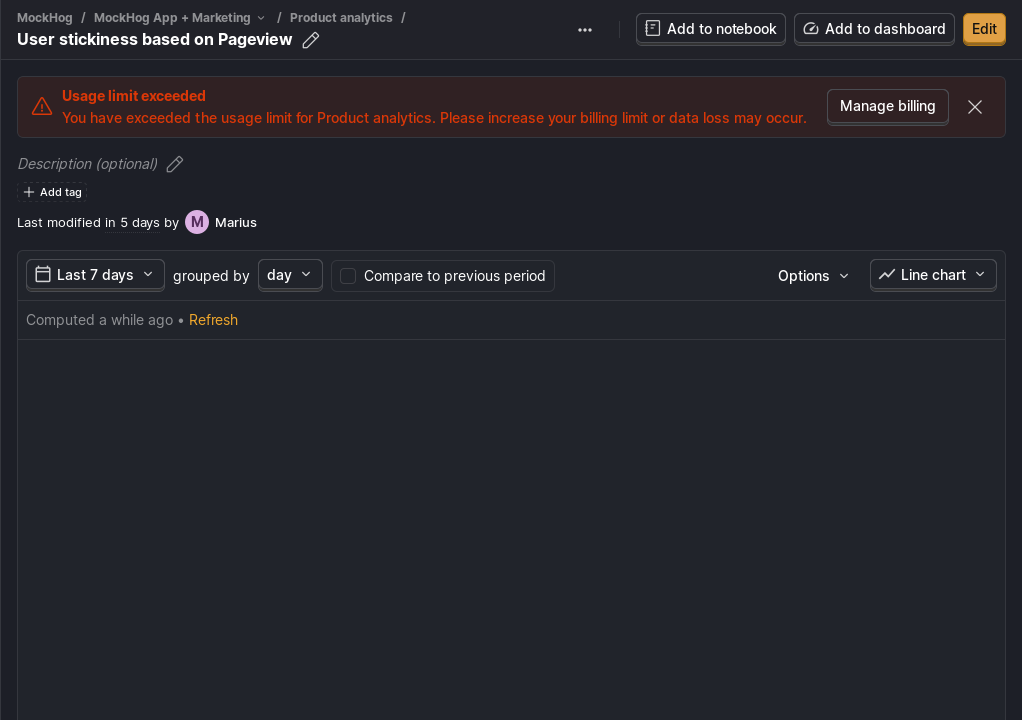 MockHog / MockHog App + Marketing / Product analytics /
User stickiness based on Pageview
Add to notebook
Add to dashboard
Edit
Usage limit exceeded
You have exceeded the usage limit for Product analytics. Please increase your billing limit or data loss may occur.
Manage billing
Description (optional)
Add tag
Last modified in 5 days by M Marius
Last 7 days grouped by day Compare to previous period Options Line chart
Computed a while ago • Refresh